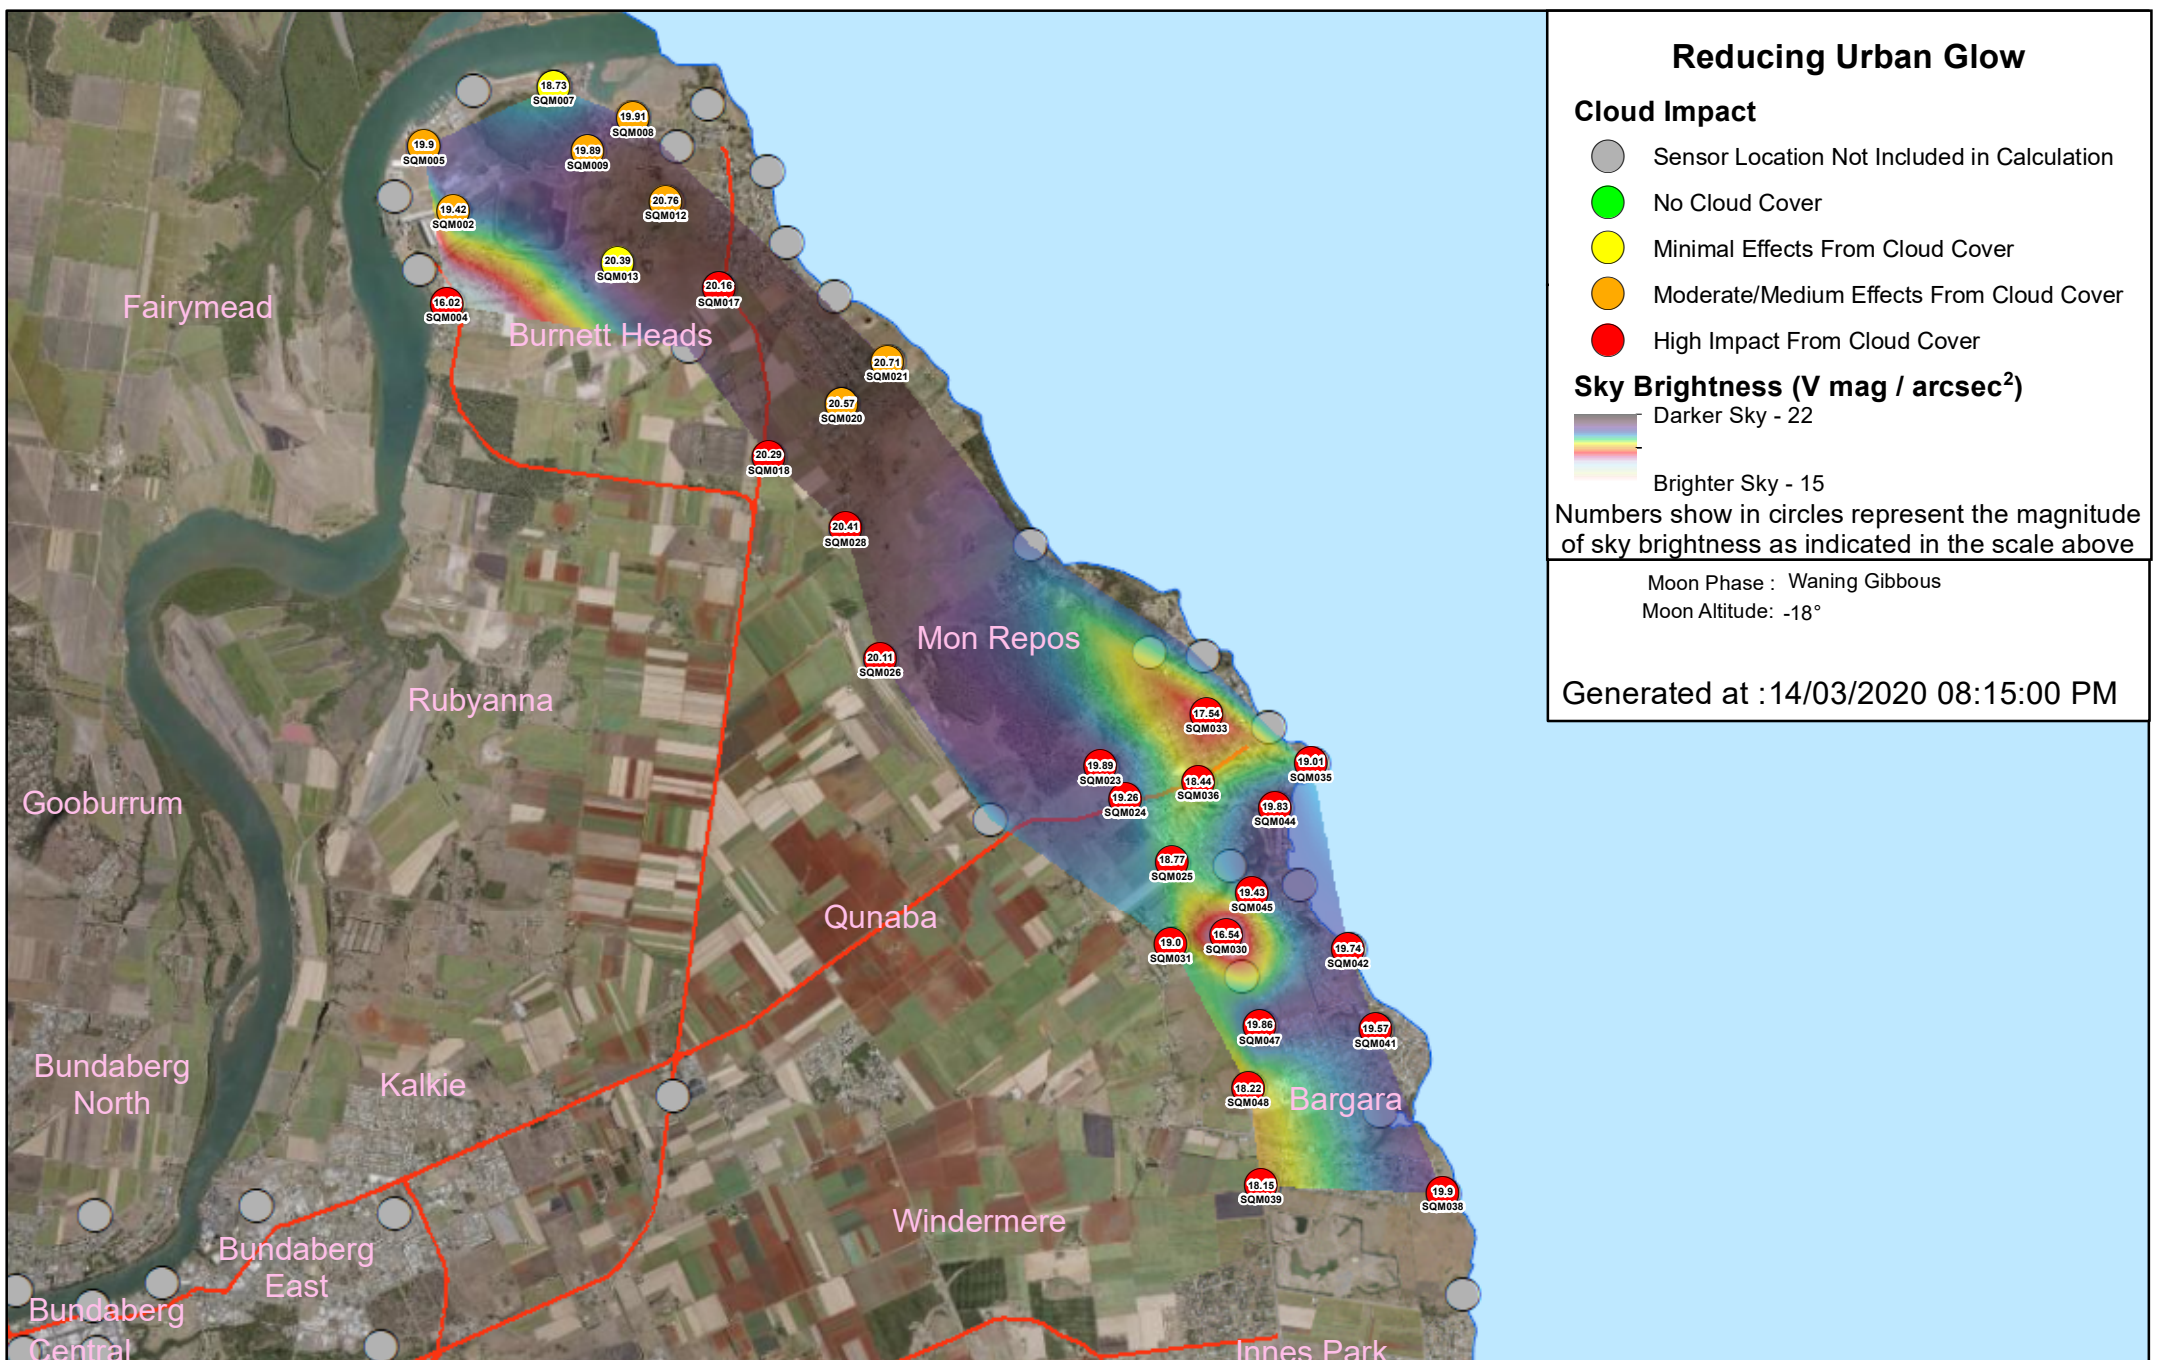 Reducing Urban Glow
Cloud Impact
Sensor Location Not Included in Calculation
No Cloud Cover
Minimal Effects From Cloud Cover
Moderate/Medium Effects From Cloud Cover
High Impact From Cloud Cover
Sky Brightness (V mag / arcsec²)
Darker Sky - 22
Brighter Sky - 15
Numbers show in circles represent the magnitude
of sky brightness as indicated in the scale above
Moon Phase : Waning Gibbous
Moon Altitude: -18°
Generated at :14/03/2020 08:15:00 PM
18.73
SQM007
19.91
SQM008
19.9
SQM005
19.89
SQM009
19.42
SQM002
20.76
SQM012
20.39
SQM013
20.16
SQM017
16.02
SQM004
Fairymead
Burnett Heads
20.71
SQM021
20.57
SQM020
20.29
SQM018
20.41
SQM028
Mon Repos
20.11
SQM026
Rubyanna
17.54
SQM033
19.89
SQM023
19.01
SQM035
18.44
SQM036
19.26
SQM024
19.83
SQM044
Gooburrum
18.77
SQM025
19.43
SQM045
Qunaba
16.54
SQM030
19.0
SQM031
19.74
SQM042
19.86
SQM047
19.57
SQM041
Bundaberg
North
Kalkie
18.22
SQM048
Bargara
18.15
SQM039
19.9
SQM038
Windermere
Bundaberg
East
Bundaberg
Central
Innes Park